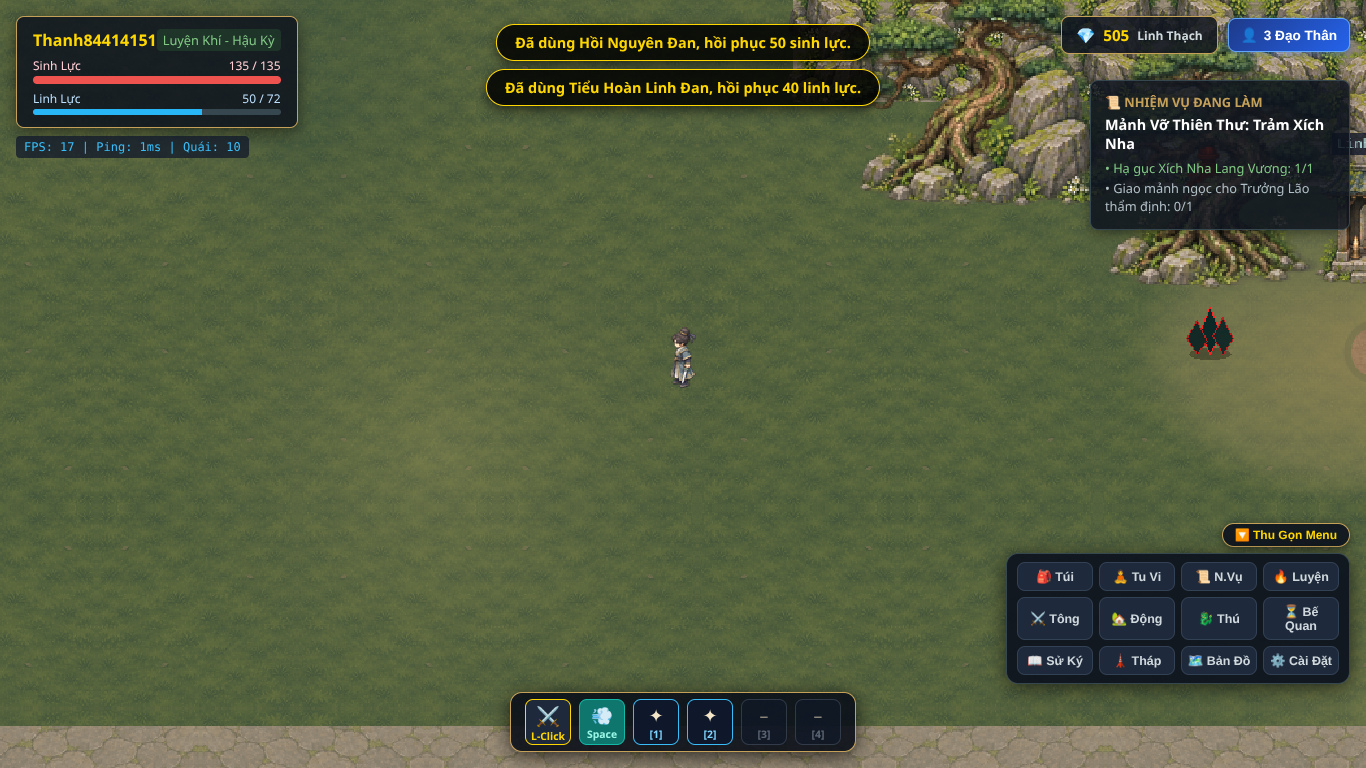 Thanh84414151 Luyện Khí - Hậu Kỳ
Sinh Lực 135 / 135
Linh Lực 50 / 72
FPS: 17 | Ping: 1ms | Quái: 10
Đã dùng Hồi Nguyên Đan, hồi phục 50 sinh lực.
Đã dùng Tiểu Hoàn Linh Đan, hồi phục 40 linh lực.
505 Linh Thạch
3 Đạo Thân
NHIỆM VỤ ĐANG LÀM
Mảnh Vỡ Thiên Thư: Trảm Xích
Nha
• Hạ gục Xích Nha Lang Vương: 1/1
• Giao mảnh ngọc cho Trưởng Lão
thẩm định: 0/1
Thu Gọn Menu
Túi Tu Vi N.Vụ Luyện
Tông Động Thú Bế
Quan
Sử Ký Tháp Bản Đồ Cài Đặt
L-Click Space [1] [2] [3] [4]